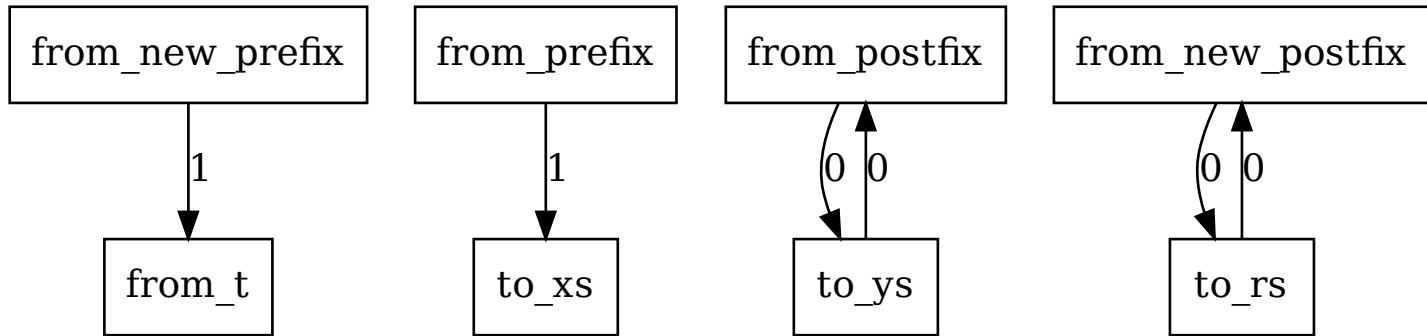 from_new_prefix
from_prefix
from_postfix
from_new_postfix
1
1
0
0
0
0
from_t
to_xs
to_ys
to_rs